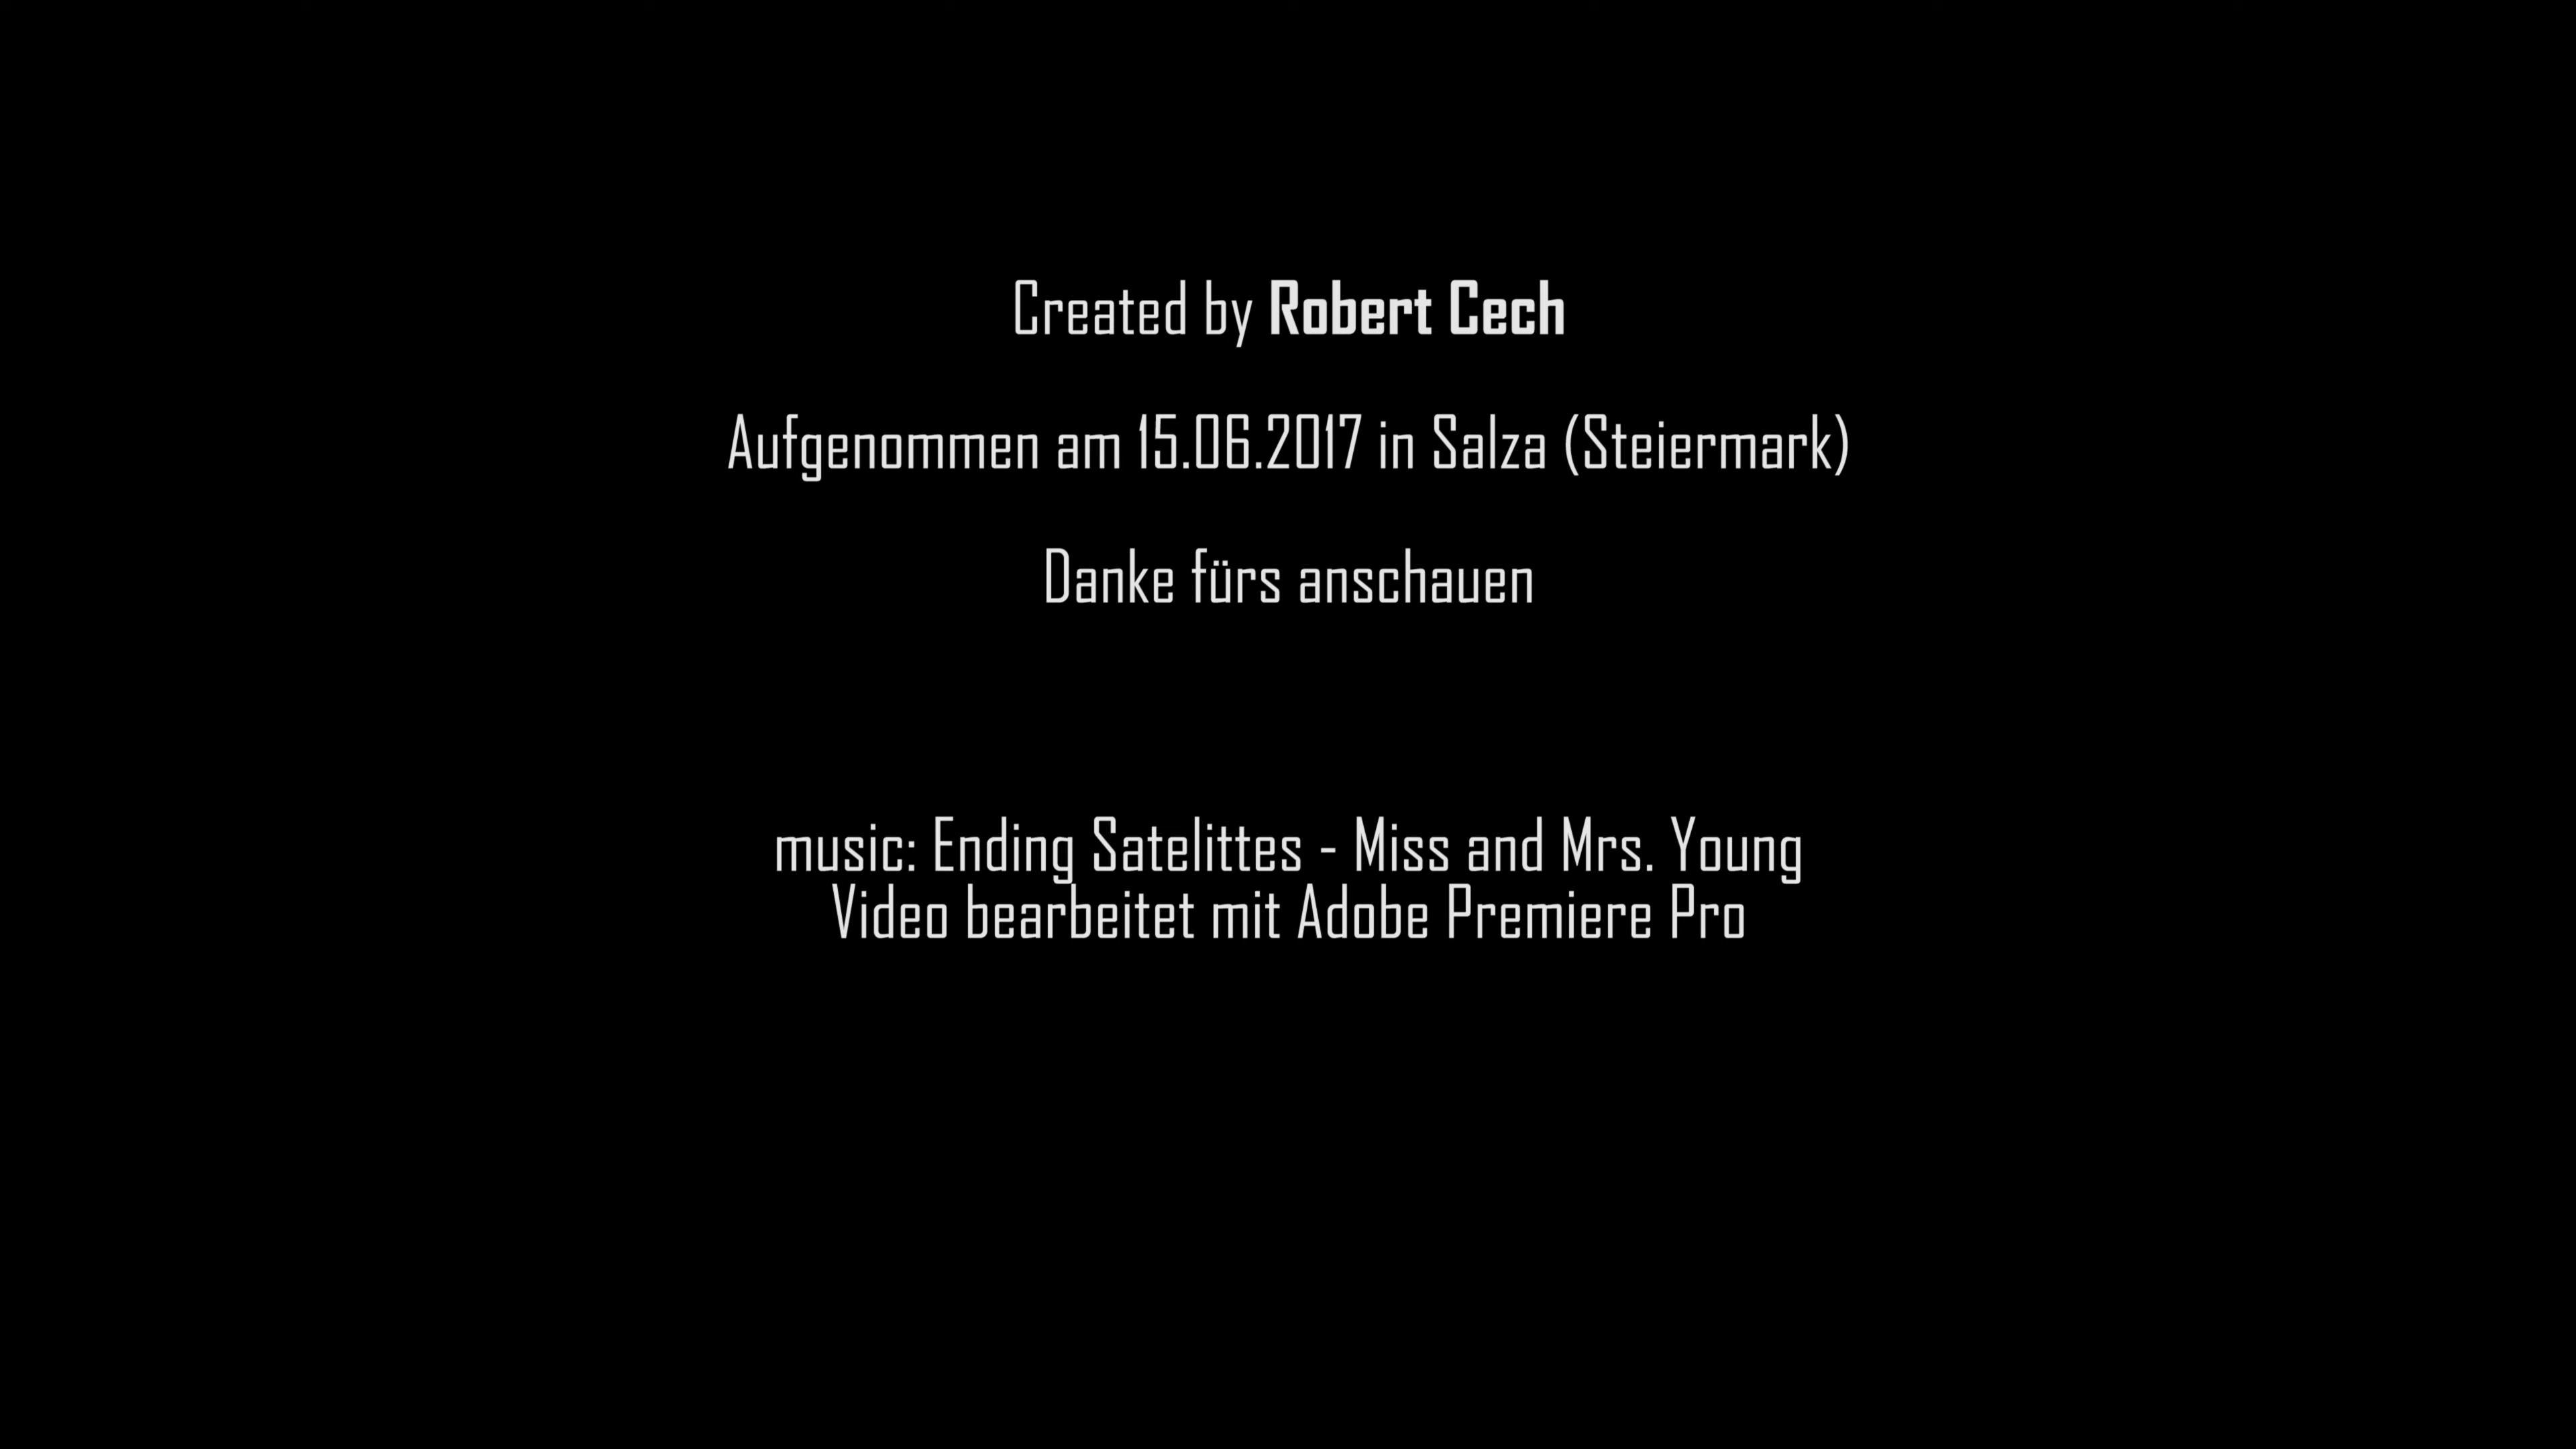 Created by Robert Cech
Aufgenommen am 15.06.2017 in Salza (Steiermark)
Danke fürs anschauen
music: Ending Satelittes - Miss and Mrs. Young
Video bearbeitet mit Adobe Premiere Pro